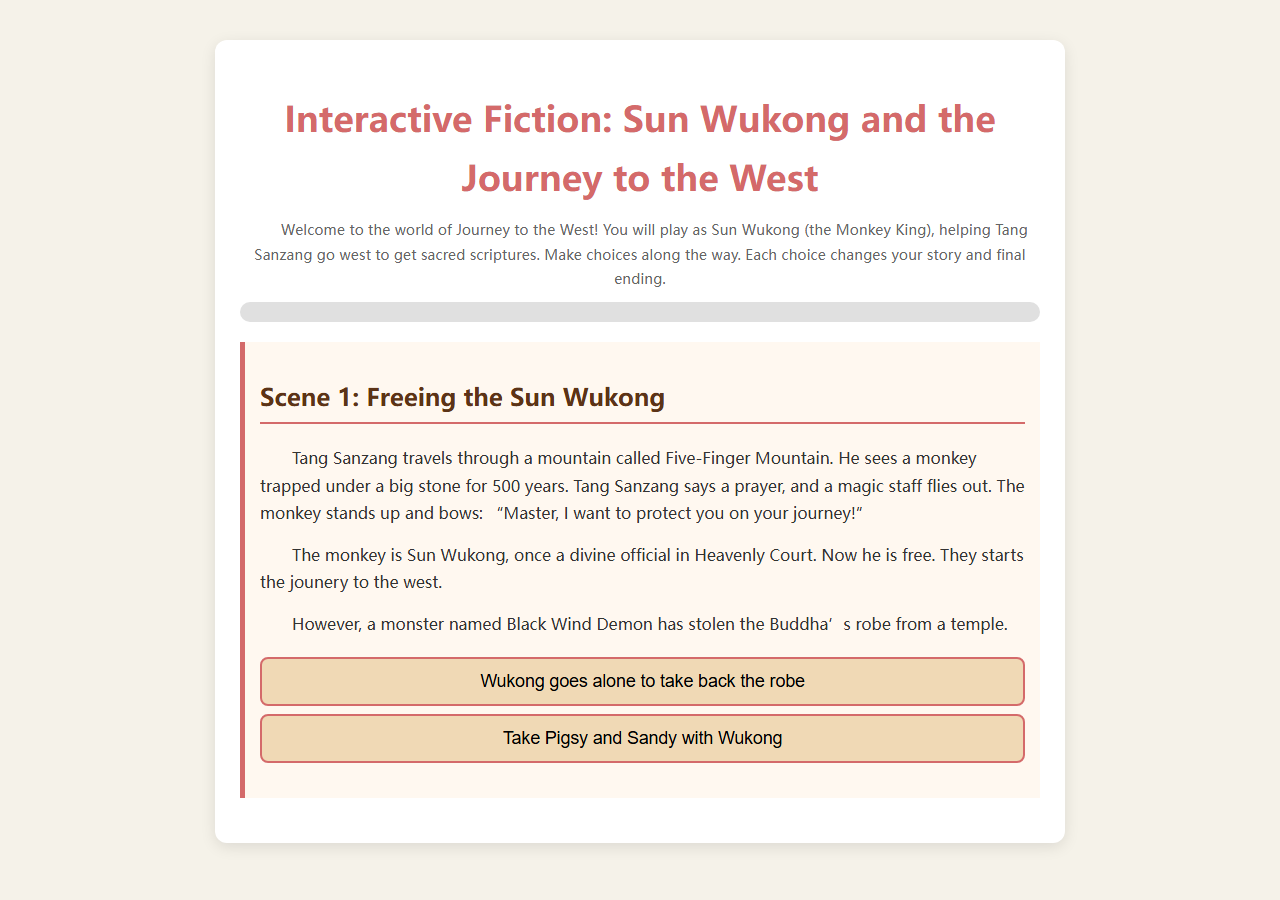 Interactive Fiction: Sun Wukong and the
Journey to the West
Welcome to the world of Journey to the West! You will play as Sun Wukong (the Monkey King), helping Tang
Sanzang go west to get sacred scriptures. Make choices along the way. Each choice changes your story and final
ending.
Scene 1: Freeing the Sun Wukong
Tang Sanzang travels through a mountain called Five-Finger Mountain. He sees a monkey
trapped under a big stone for 500 years. Tang Sanzang says a prayer, and a magic staff flies out. The
monkey stands up and bows: “Master, I want to protect you on your journey!”
The monkey is Sun Wukong, once a divine official in Heavenly Court. Now he is free. They starts
the jounery to the west.
However, a monster named Black Wind Demon has stolen the Buddha’s robe from a temple.
Wukong goes alone to take back the robe
Take Pigsy and Sandy with Wukong